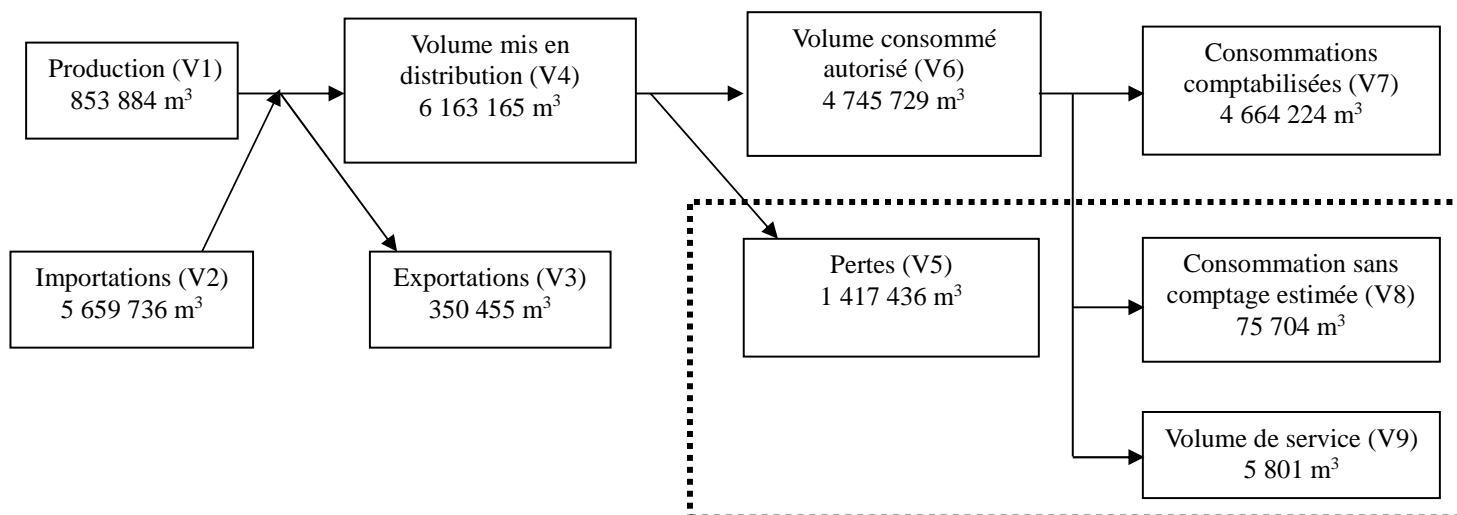 Production (V1)
853 884 m³
Volume mis en
distribution (V4)
6 163 165 m³
Volume consommé
autorisé (V6)
4 745 729 m³
Consommations
comptabilisées (V7)
4 664 224 m³
Importations (V2)
5 659 736 m³
Exportations (V3)
350 455 m³
Pertes (V5)
1 417 436 m³
Consommation sans
comptage estimée (V8)
75 704 m³
Volume de service (V9)
5 801 m³